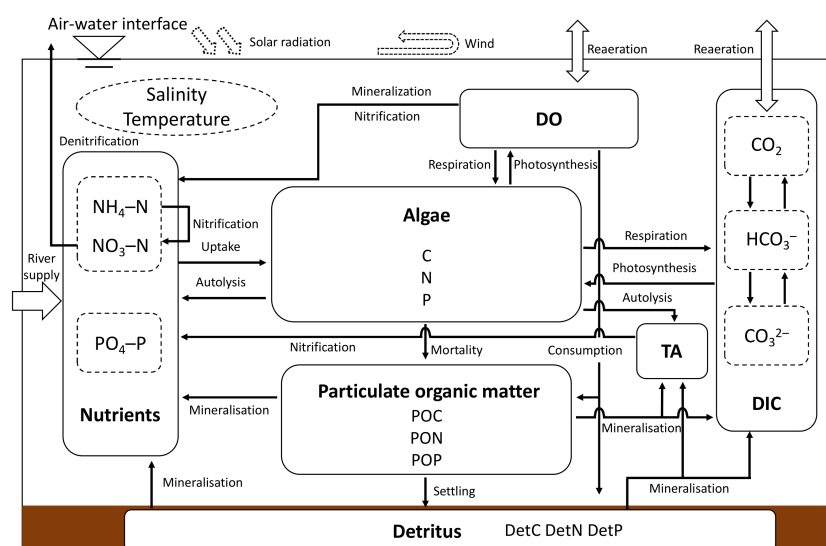 Air-water interface
Solar radiation
Wind
Reaeration
Reaeration
Salinity
Temperature
Mineralization
Nitrification
DO
CO₂
Denitrification
Respiration
Photosynthesis
NH₄–N
NO₃–N
Nitrification
Uptake
Algae
C
N
P
Respiration
HCO₃⁻
Photosynthesis
River
supply
Autolysis
Autolysis
PO₄–P
Nitrification
Mortality
Consumption
TA
CO₃²⁻
Nutrients
Mineralisation
Particulate organic matter
POC
PON
POP
Mineralisation
DIC
Mineralisation
Settling
Mineralisation
Detritus
DetC DetN DetP